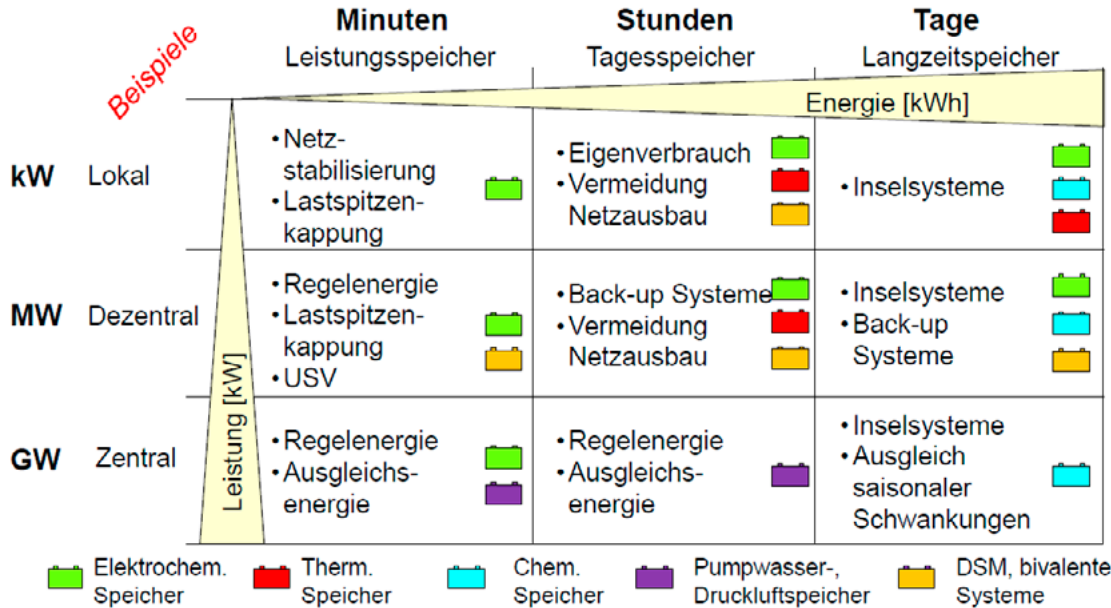 Beispiele
Minuten
Leistungsspeicher
Stunden
Tagesspeicher
Tage
Langzeitspeicher
Energie [kWh]
Leistung [kW]
kW Lokal
• Netz-
stabilisierung
• Lastspitzen-
kappung
• Eigenverbrauch
• Vermeidung
Netzausbau
• Inselsysteme
MW Dezentral
• Regelenergie
• Lastspitzen-
kappung
• USV
• Back-up Systeme
• Vermeidung
Netzausbau
• Inselsysteme
• Back-up
Systeme
GW Zentral
• Regelenergie
• Ausgleichs-
energie
• Regelenergie
• Ausgleichs-
energie
• Inselsysteme
• Ausgleich
saisonaler
Schwankungen
Elektrochem.
Speicher
Therm.
Speicher
Chem.
Speicher
Pumpwasser-,
Druckluftspeicher
DSM, bivalente
Systeme